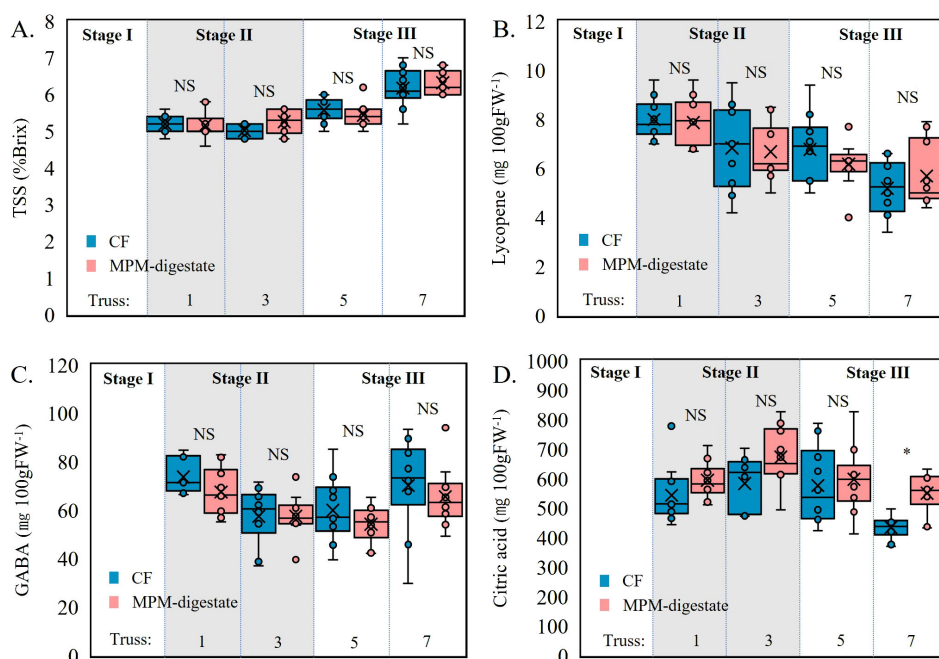 A.
TSS (%Brix)
8
7
6
5
4
3
2
1
0
Stage I Stage II Stage III
NS NS NS NS
CF
MPM-digestate
Truss: 1 3 5 7
B.
Lycopene (㎎ 100gFW⁻¹)
12
10
8
6
4
2
0
Stage I Stage II Stage III
NS NS NS NS
CF
MPM-digestate
Truss: 1 3 5 7
C.
GABA (㎎ 100gFW⁻¹)
120
100
80
60
40
20
0
Stage I Stage II Stage III
NS NS NS NS
CF
MPM-digestate
Truss: 1 3 5 7
D.
Citric acid (㎎ 100gFW⁻¹)
1000
900
800
700
600
500
400
300
200
100
0
Stage I Stage II Stage III
NS NS NS *
CF
MPM-digestate
Truss: 1 3 5 7